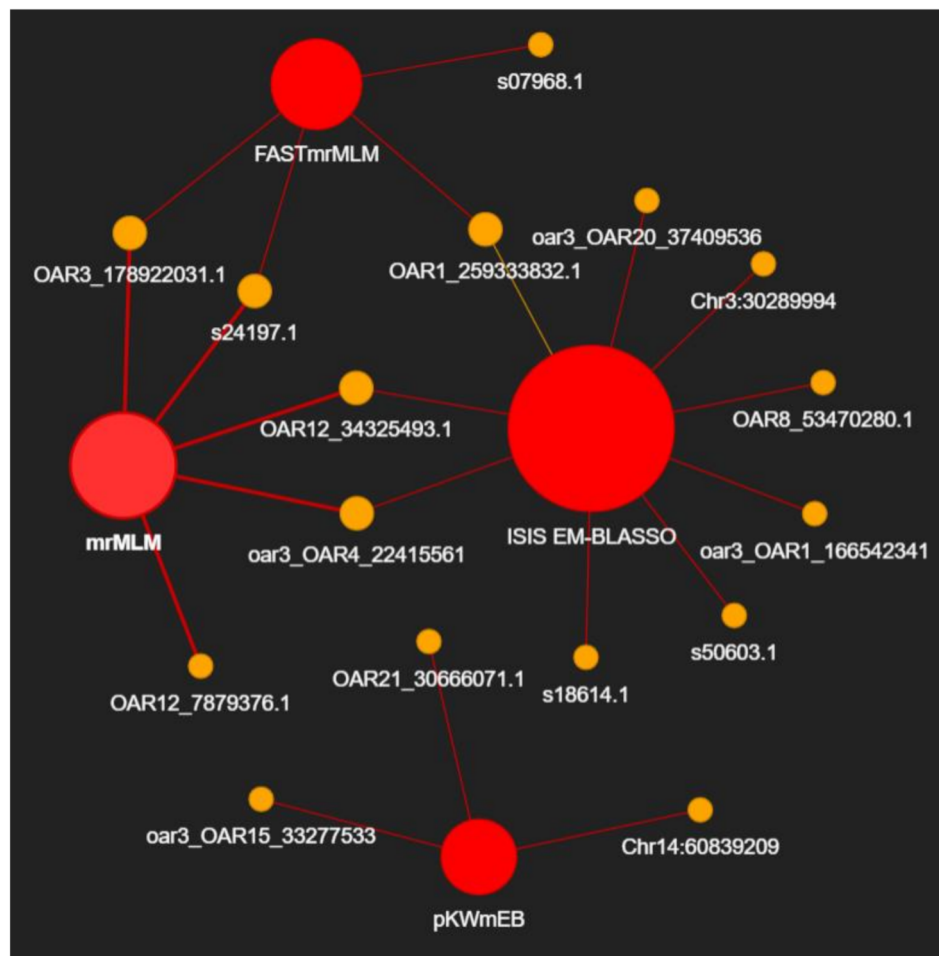 s07968.1
FASTmrMLM
oar3_OAR20_37409536
OAR3_178922031.1
OAR1_259333832.1
Chr3:30289994
s24197.1
OAR12_34325493.1
OAR8_53470280.1
mrMLM
ISIS EM-BLASSO
oar3_OAR4_22415561
oar3_OAR1_166542341
s50603.1
OAR21_30666071.1
s18614.1
OAR12_7879376.1
oar3_OAR15_33277533
Chr14:60839209
pKWmEB